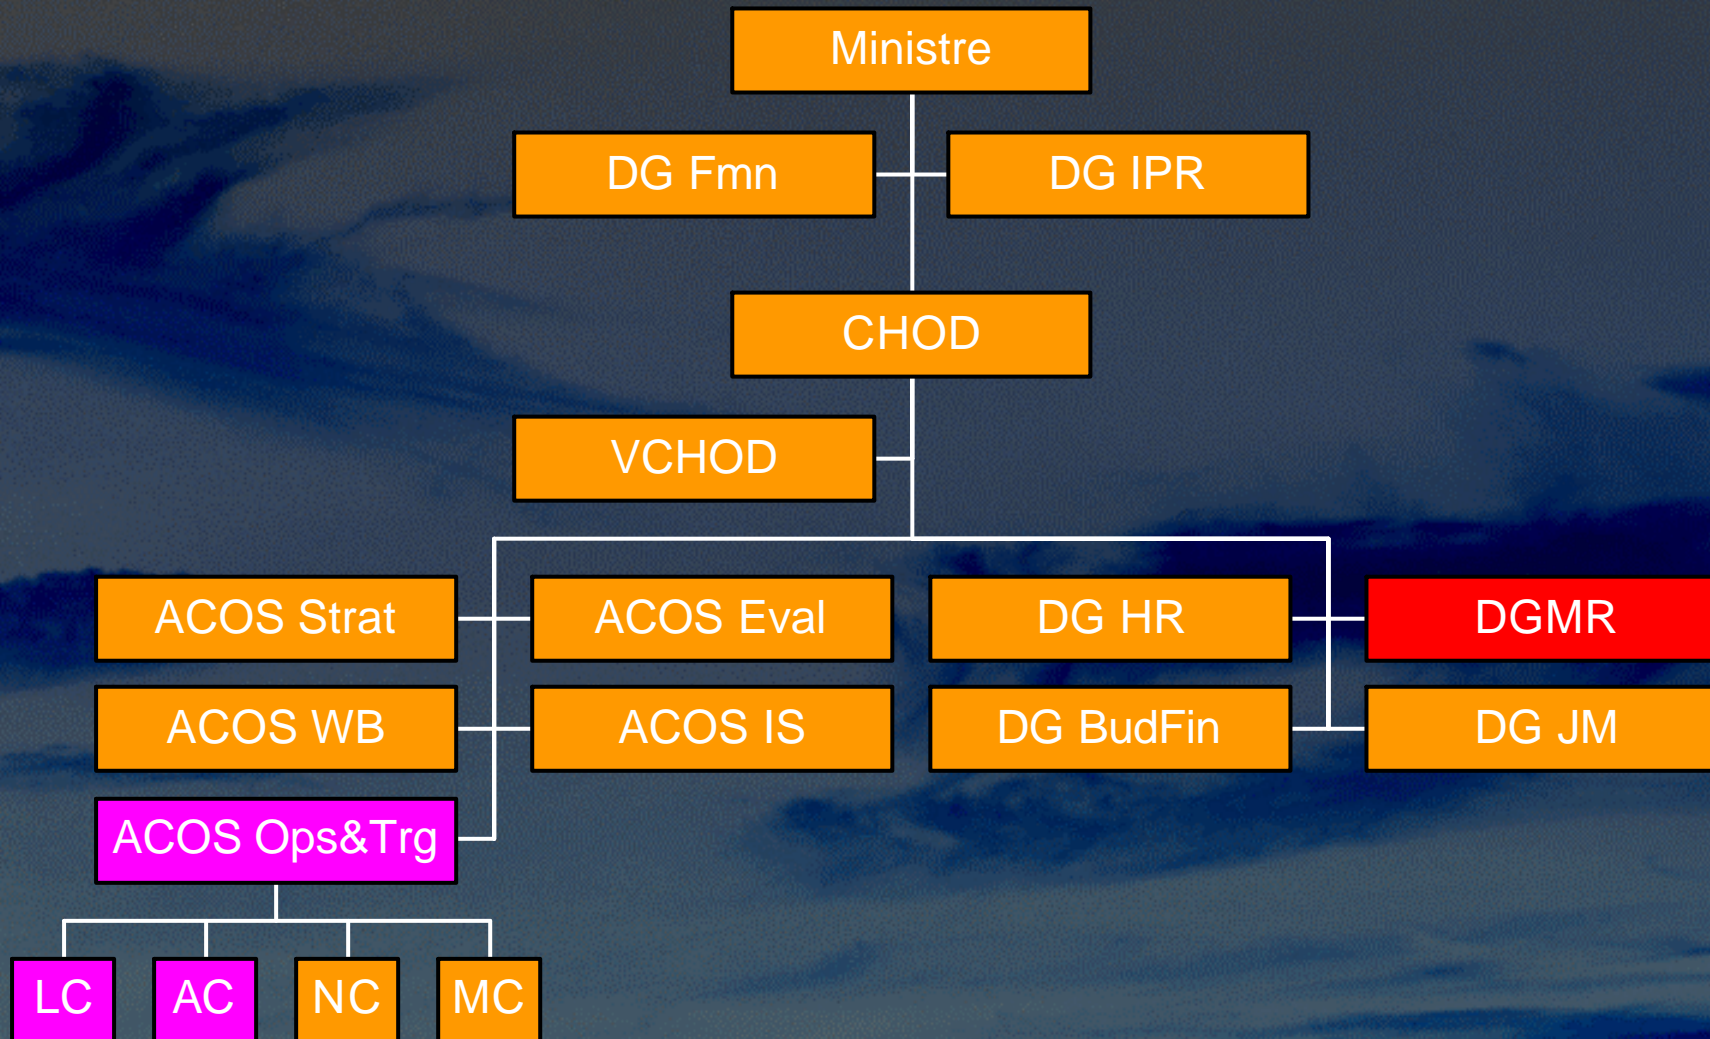 Ministre
DG Fmn
DG IPR
CHOD
VCHOD
ACOS Strat
ACOS Eval
DG HR
DGMR
ACOS WB
ACOS IS
DG BudFin
DG JM
ACOS Ops&Trg
LC
AC
NC
MC